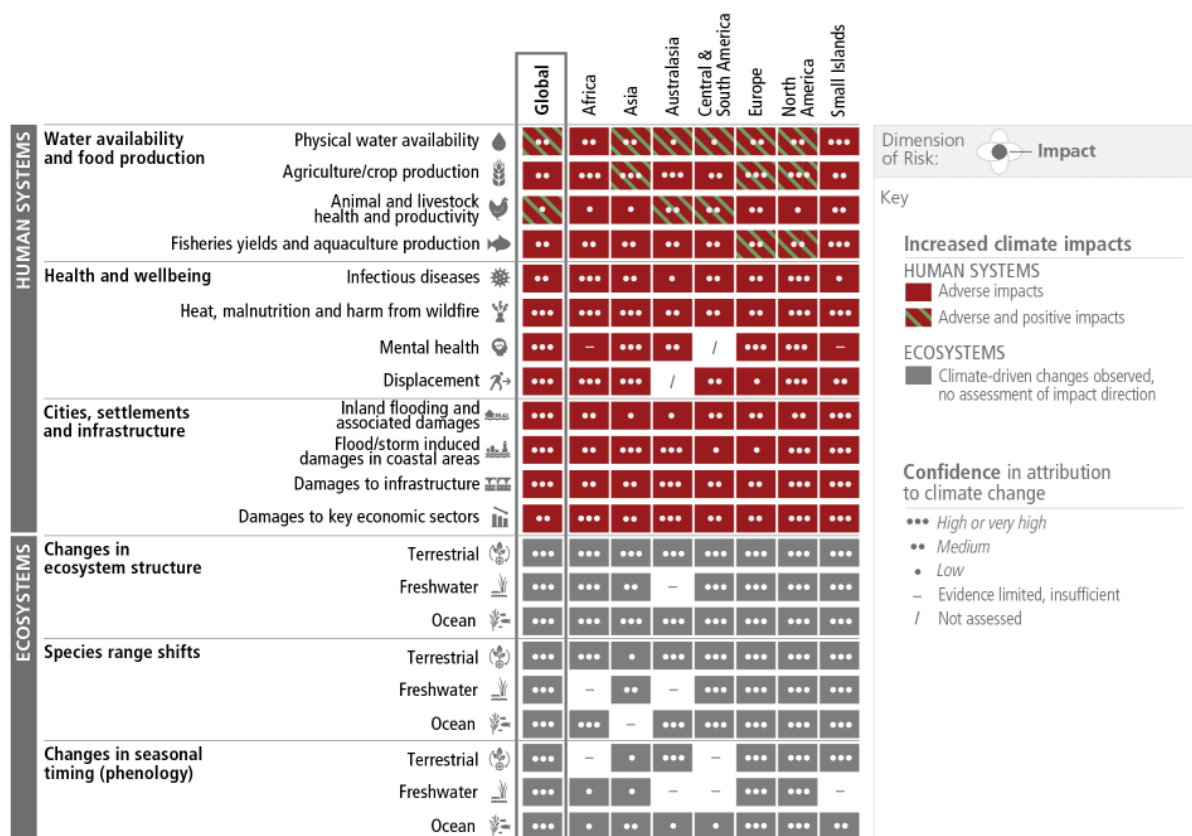 Global
Africa
Asia
Australasia
Central &
South America
Europe
North
America
Small Islands
HUMAN SYSTEMS
Water availability
and food production
Physical water availability
•• •• •• • • •• •• •••
Agriculture/crop production
•• ••• ••• ••• •• ••• ••• ••
Animal and livestock
health and productivity
• • • •• •• •• • ••
Fisheries yields and aquaculture production
•• •• •• •• •• •• •• •••
Health and wellbeing
Infectious diseases
•• ••• •• • •• •• ••• •
Heat, malnutrition and harm from wildfire
••• ••• ••• •• •• •• ••• •••
Mental health
••• – ••• •• / ••• ••• –
Displacement
••• ••• ••• / •• • ••• ••
Cities, settlements
and infrastructure
Inland flooding and
associated damages
••• •• • • •• •• •• •••
Flood/storm induced
damages in coastal areas
••• •• ••• ••• • • ••• •••
Damages to infrastructure
••• •• •• ••• •• •• ••• •••
Damages to key economic sectors
•• ••• •• ••• •• •• ••• •••
ECOSYSTEMS
Changes in
ecosystem structure
Terrestrial
••• ••• ••• ••• ••• ••• ••• •••
Freshwater
••• ••• •• – ••• ••• ••• •••
Ocean
••• ••• ••• ••• ••• ••• ••• •••
Species range shifts
Terrestrial
••• ••• • ••• ••• ••• ••• •••
Freshwater
••• – •• – ••• ••• ••• •••
Ocean
••• ••• – ••• ••• ••• ••• •••
Changes in seasonal
timing (phenology)
Terrestrial
••• – • ••• – ••• ••• •••
Freshwater
••• • • – – ••• ••• –
Ocean
••• • •• • • ••• ••• ••
Dimension
of Risk:
Impact
Key
Increased climate impacts
HUMAN SYSTEMS
Adverse impacts
Adverse and positive impacts
ECOSYSTEMS
Climate-driven changes observed,
no assessment of impact direction
Confidence in attribution
to climate change
••• High or very high
•• Medium
• Low
– Evidence limited, insufficient
/ Not assessed